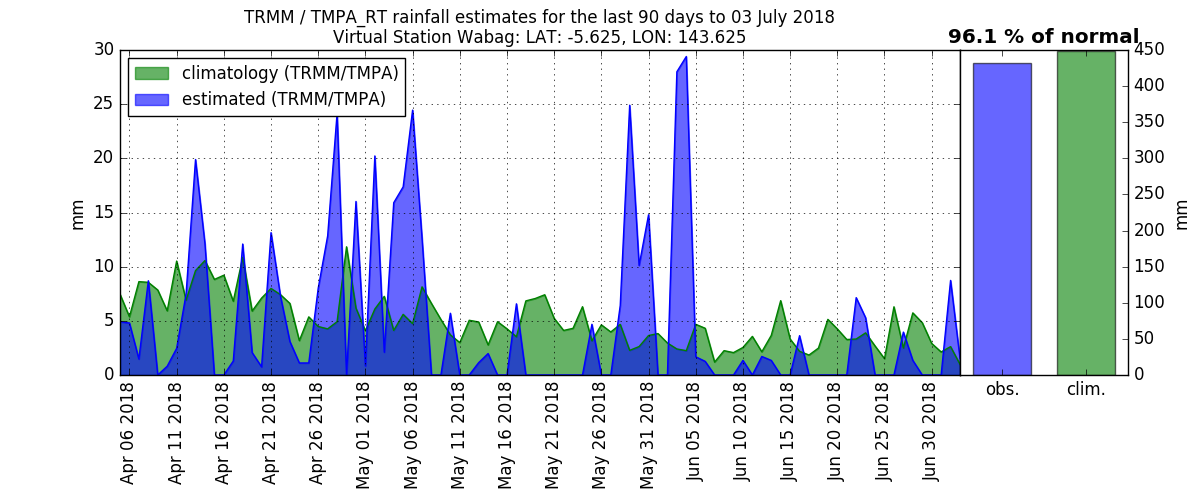 TRMM / TMPA_RT rainfall estimates for the last 90 days to 03 July 2018
Virtual Station Wabag: LAT: -5.625, LON: 143.625
96.1 % of normal
climatology (TRMM/TMPA)
estimated (TRMM/TMPA)
mm
30
25
20
15
10
5
0
Apr 06 2018
Apr 11 2018
Apr 16 2018
Apr 21 2018
Apr 26 2018
May 01 2018
May 06 2018
May 11 2018
May 16 2018
May 21 2018
May 26 2018
May 31 2018
Jun 05 2018
Jun 10 2018
Jun 15 2018
Jun 20 2018
Jun 25 2018
Jun 30 2018
obs.
clim.
450
400
350
300
250
200
150
100
50
0
mm